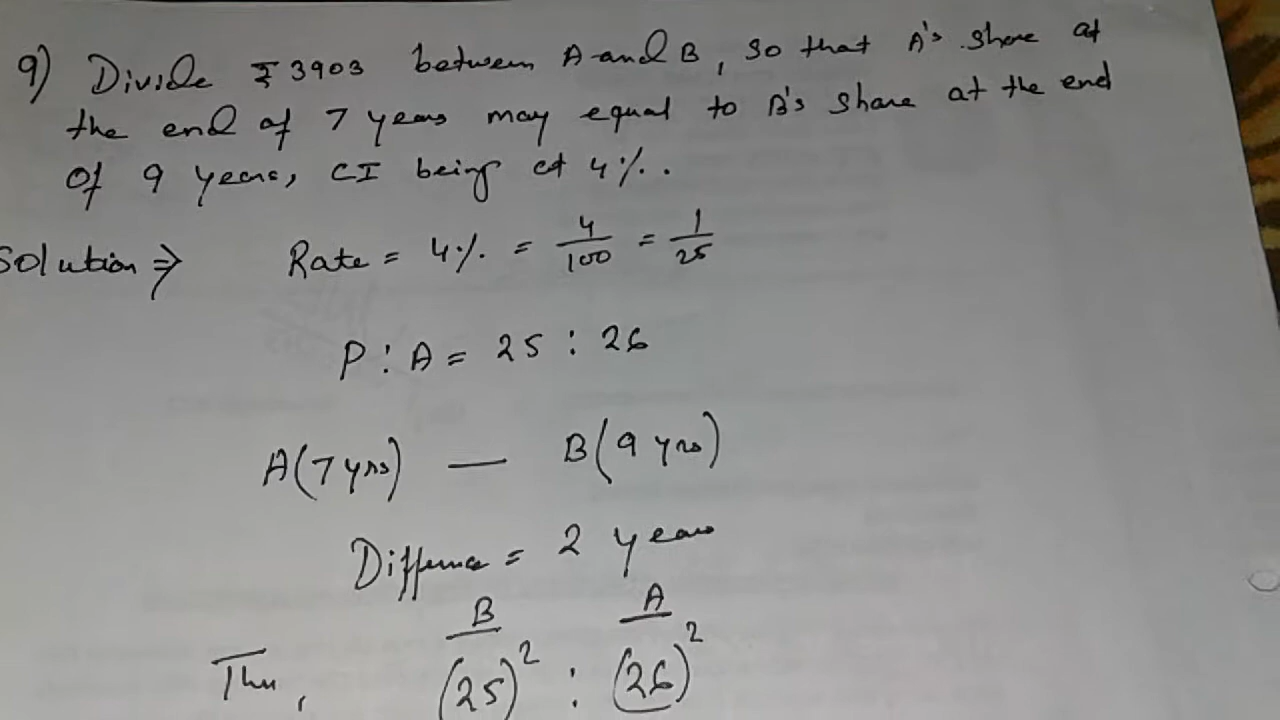 9) Divide ₹ 3903 between A and B, so that A's share at
the end of 7 years may equal to B's share at the end
of 9 years, CI being at 4%.
Solution ⇒ Rate = 4% = 4/100 = 1/25
P : A = 25 : 26
A(7 yrs) — B(9 yrs)
Difference = 2 years
B A
Thus, (25)² : (26)²